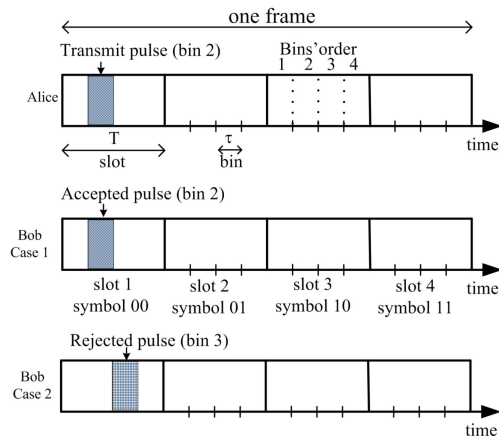 one frame
Transmit pulse (bin 2)
Bins'order
1 2 3 4
Alice
T
τ
time
slot
bin
Accepted pulse (bin 2)
Bob
Case 1
slot 1
symbol 00
slot 2
symbol 01
slot 3
symbol 10
slot 4
symbol 11
time
Rejected pulse (bin 3)
Bob
Case 2
time